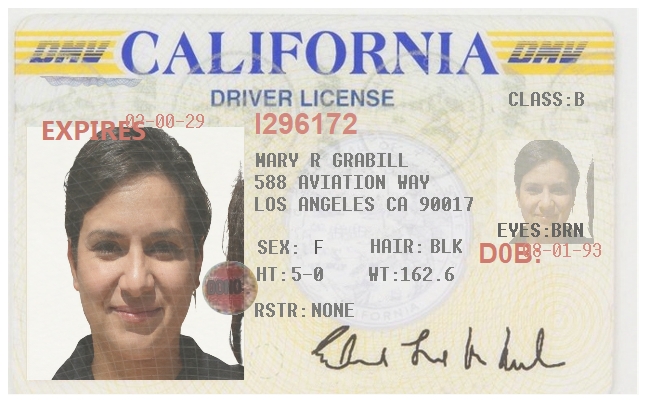 DMV CALIFORNIA DMV
DRIVER LICENSE
CLASS:B
EXPIRES 02-00-29
I296172
MARY R GRABILL
588 AVIATION WAY
LOS ANGELES CA 90017
EYES:BRN
SEX: F HAIR: BLK
D0B: 08-01-93
HT:5-0 WT:162.6
RSTR:NONE